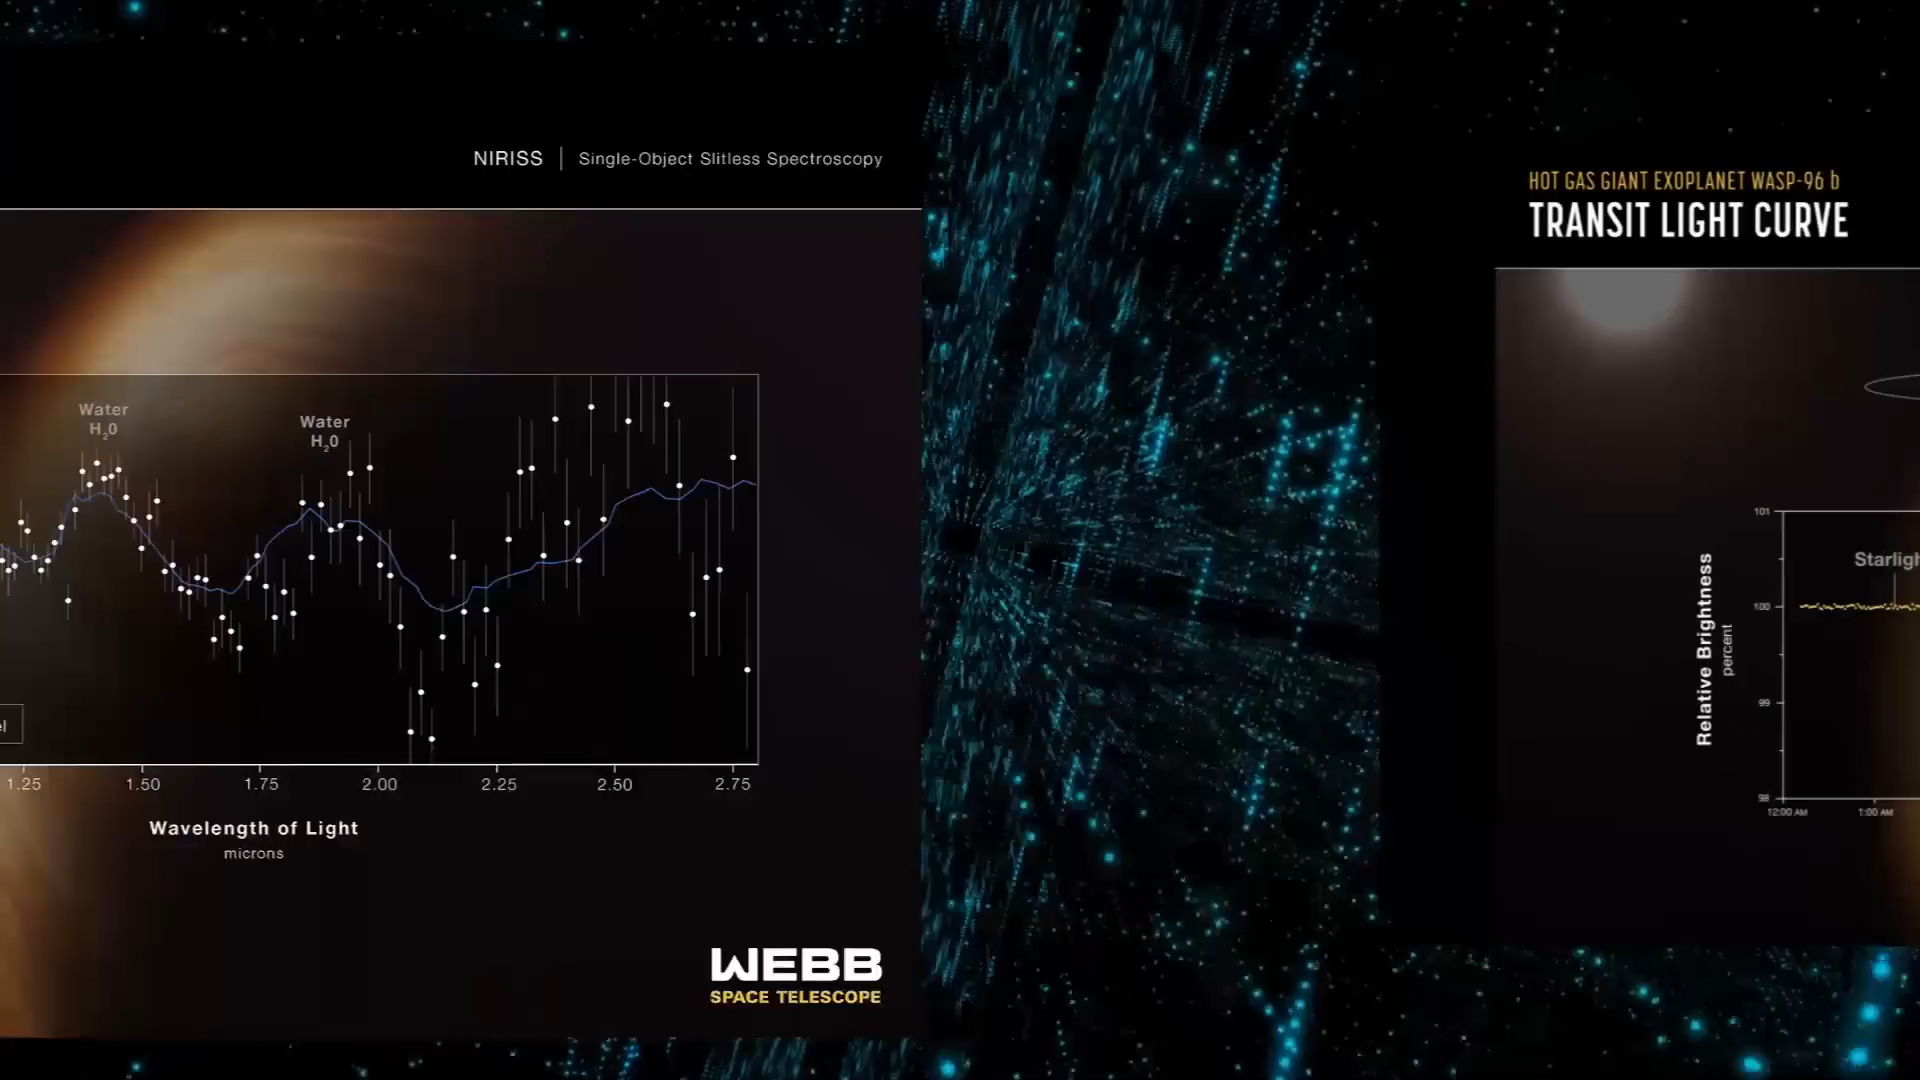 NIRISS | Single-Object Slitless Spectroscopy
Water
H2O
Water
H2O
1.25 1.50 1.75 2.00 2.25 2.50 2.75
Wavelength of Light
microns
WEBB
SPACE TELESCOPE
HOT GAS GIANT EXOPLANET WASP-96 b
TRANSIT LIGHT CURVE
101
100
99
98
Relative Brightness
percent
12:00 AM 1:00 AM